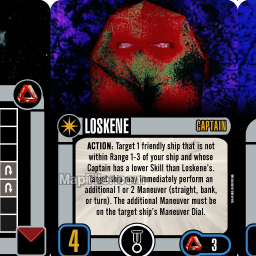 LOSKENE
CAPTAIN
ACTION: Target 1 friendly ship that is not
within Range 1-3 of your ship and whose
Captain has a lower Skill than Loskene's.
Target ship may immediately perform an
additional 1 or 2 Maneuver (straight, bank,
or turn). The additional Maneuver must be
on the target ship's Maneuver Dial.
4
3